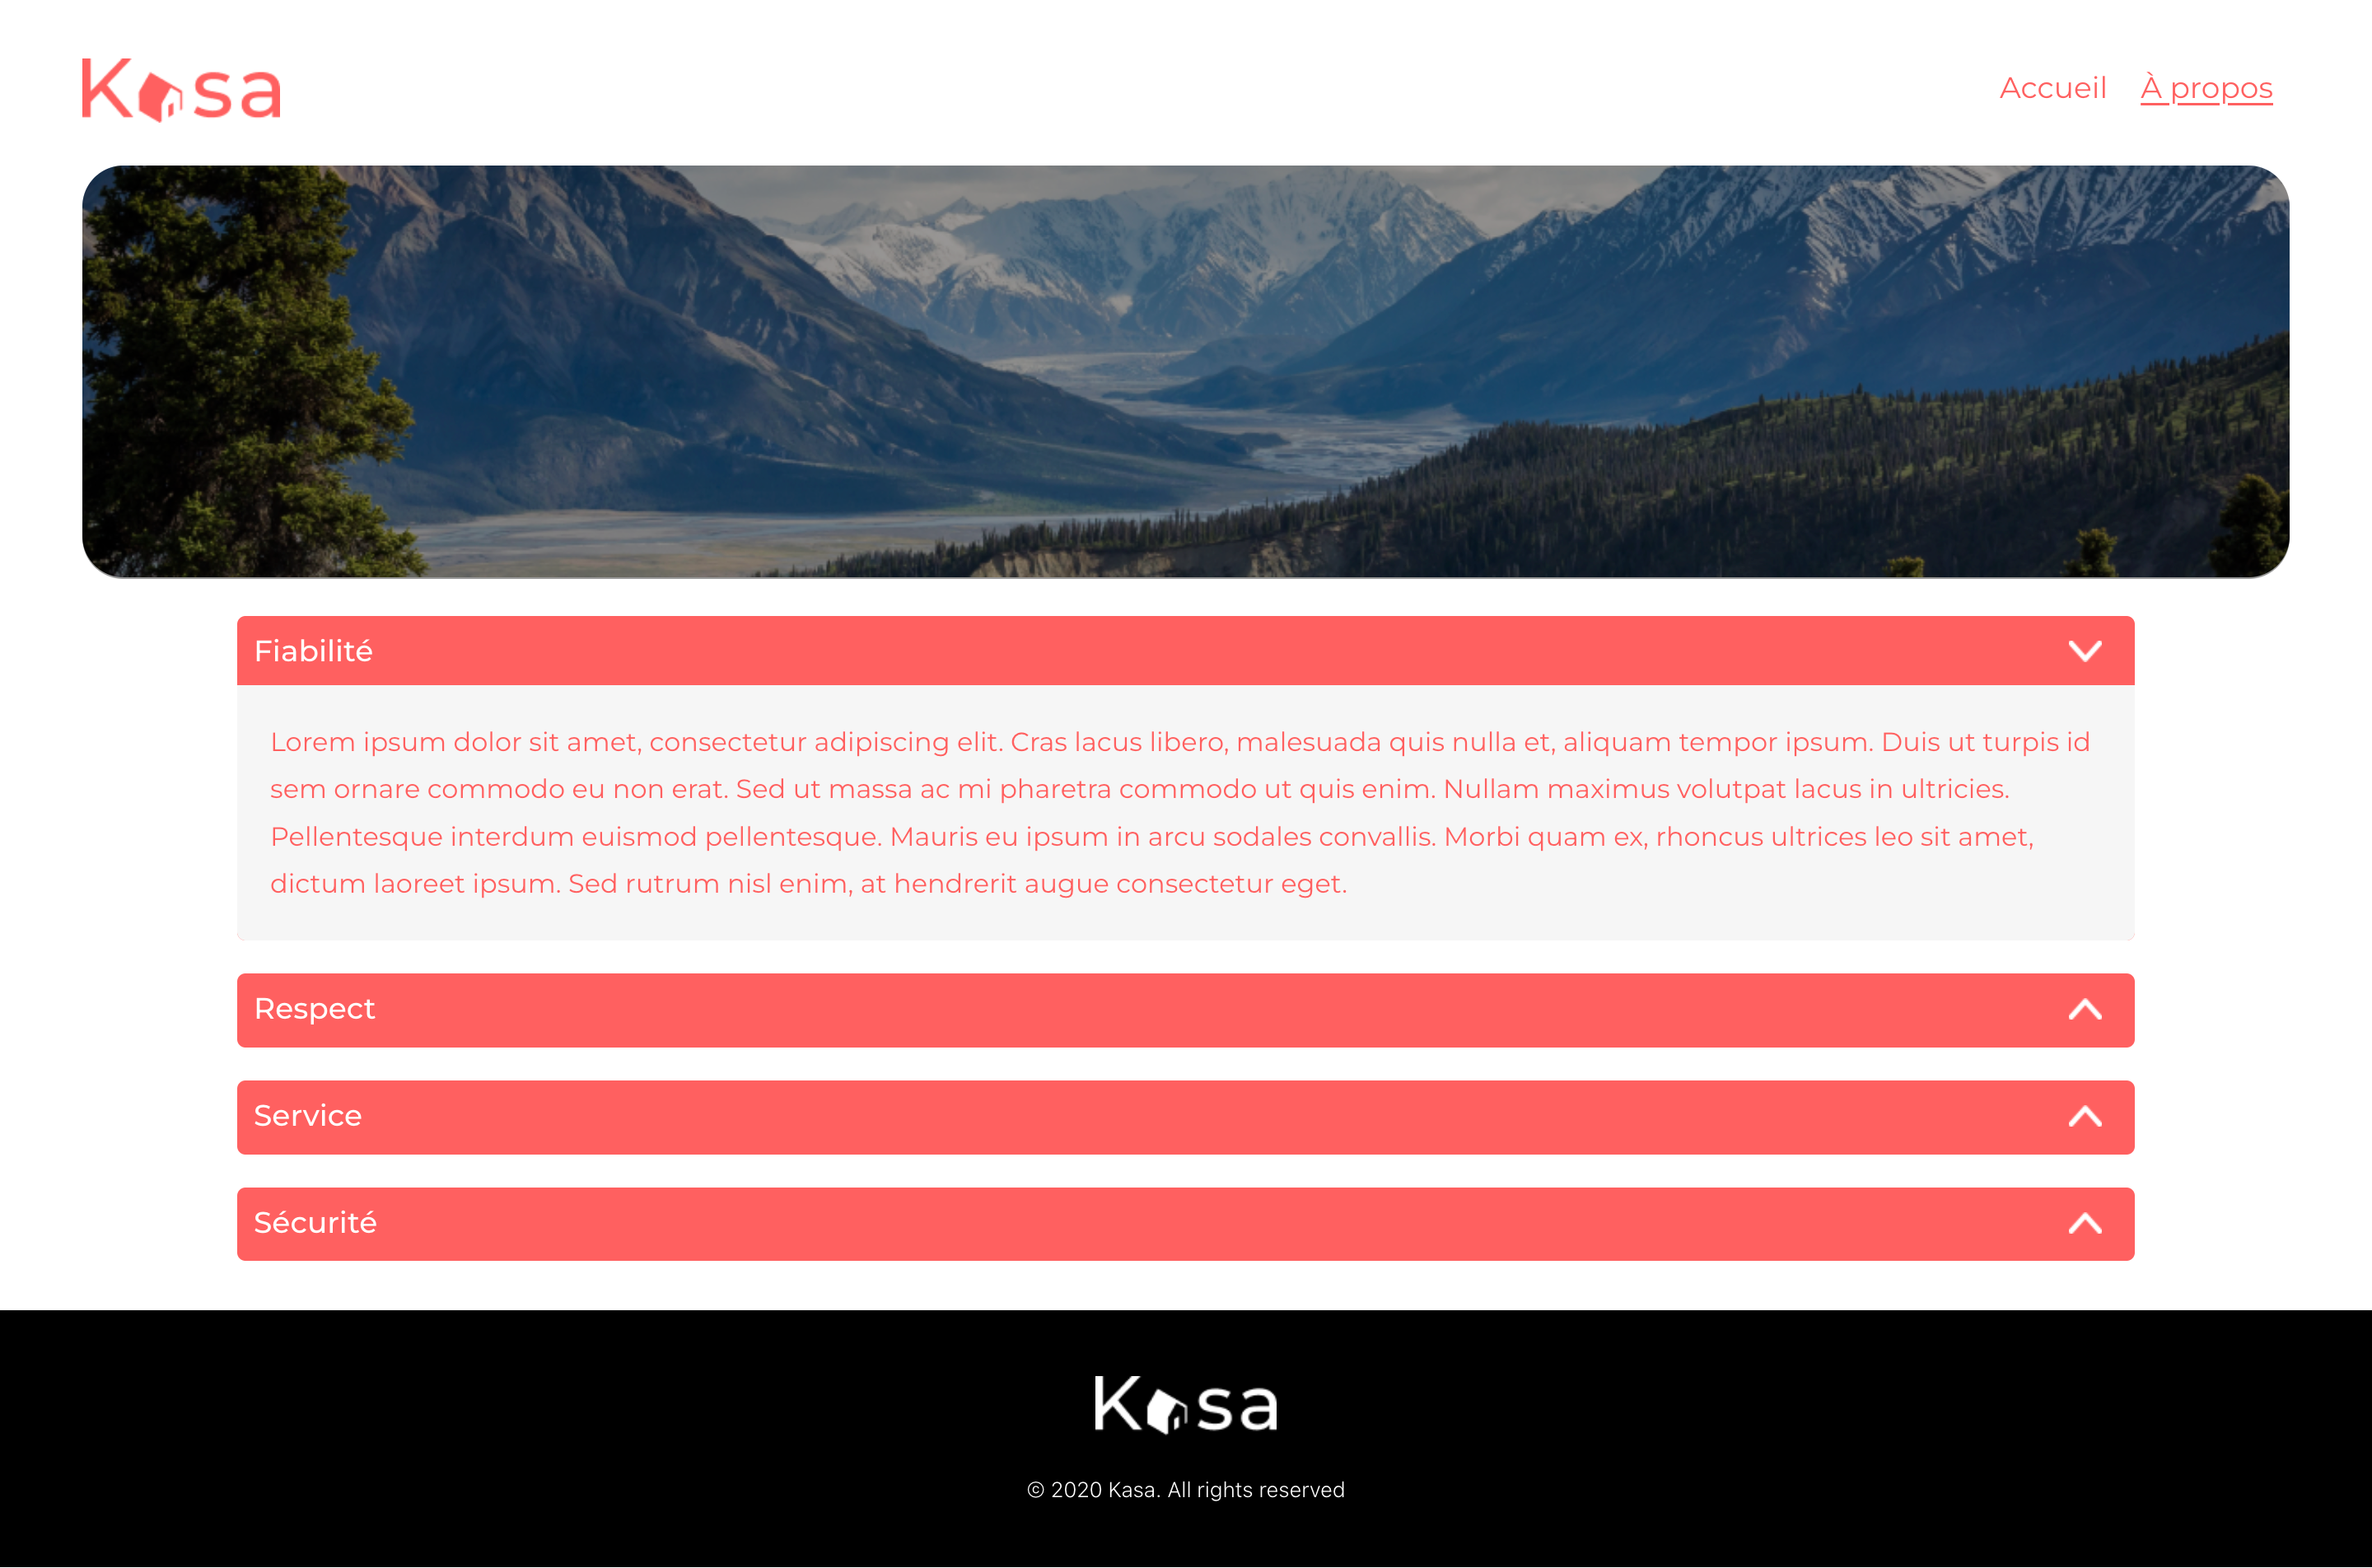 Kasa
Accueil À propos
Fiabilité
Lorem ipsum dolor sit amet, consectetur adipiscing elit. Cras lacus libero, malesuada quis nulla et, aliquam tempor ipsum. Duis ut turpis id
sem ornare commodo eu non erat. Sed ut massa ac mi pharetra commodo ut quis enim. Nullam maximus volutpat lacus in ultricies.
Pellentesque interdum euismod pellentesque. Mauris eu ipsum in arcu sodales convallis. Morbi quam ex, rhoncus ultrices leo sit amet,
dictum laoreet ipsum. Sed rutrum nisl enim, at hendrerit augue consectetur eget.
Respect
Service
Sécurité
Kasa
© 2020 Kasa. All rights reserved